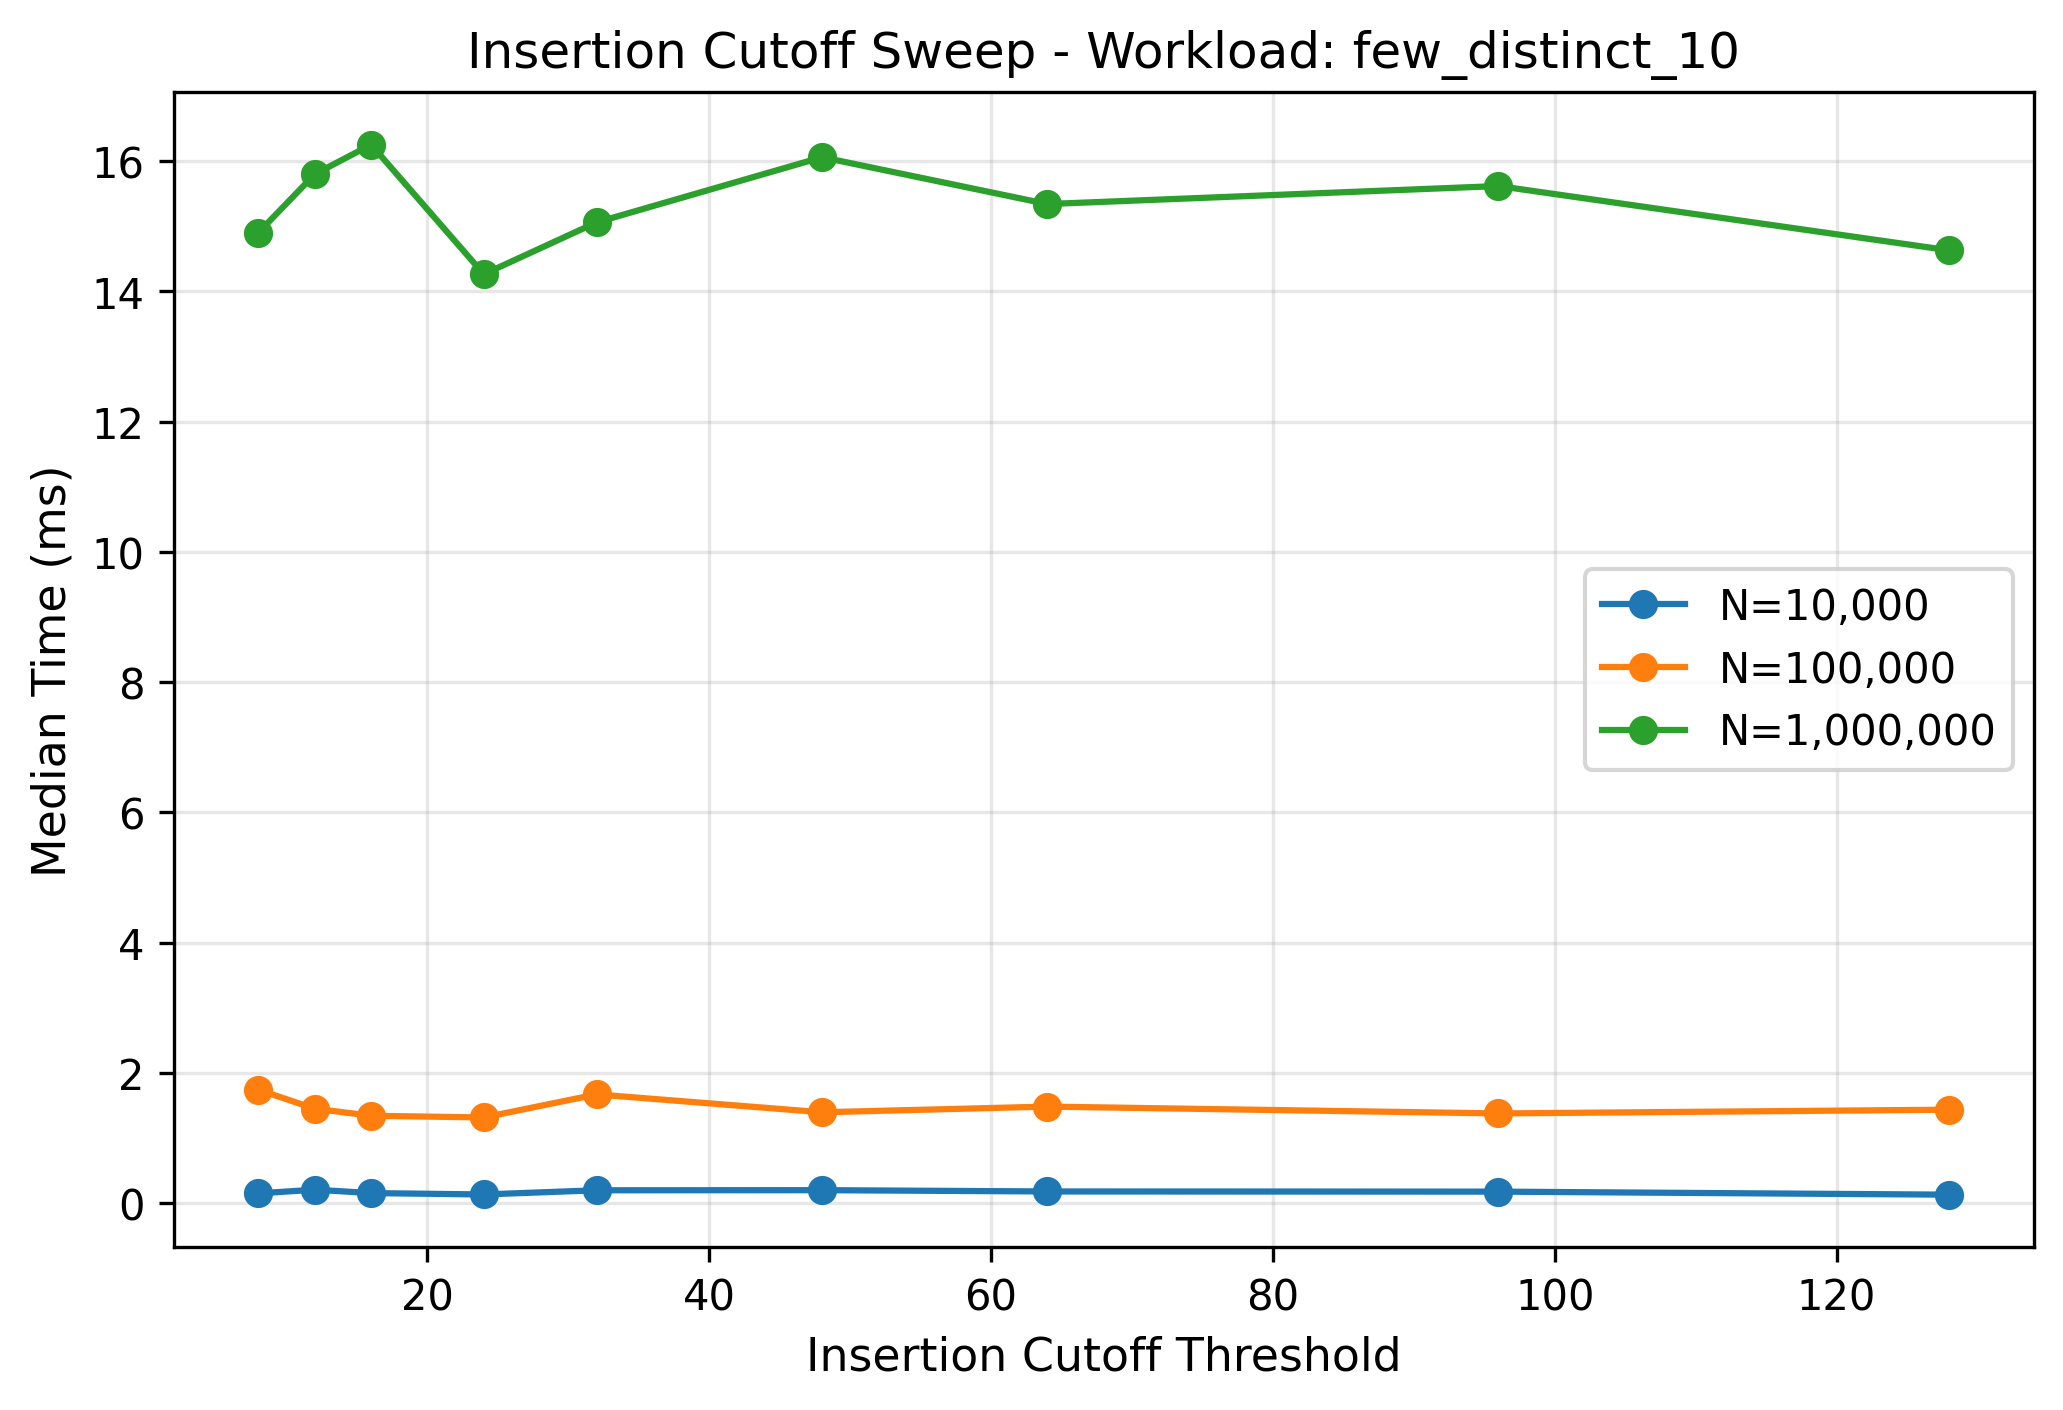 Insertion Cutoff Sweep - Workload: few_distinct_10
Median Time (ms)
16
14
12
10
8
6
4
2
0
N=10,000
N=100,000
N=1,000,000
20 40 60 80 100 120
Insertion Cutoff Threshold